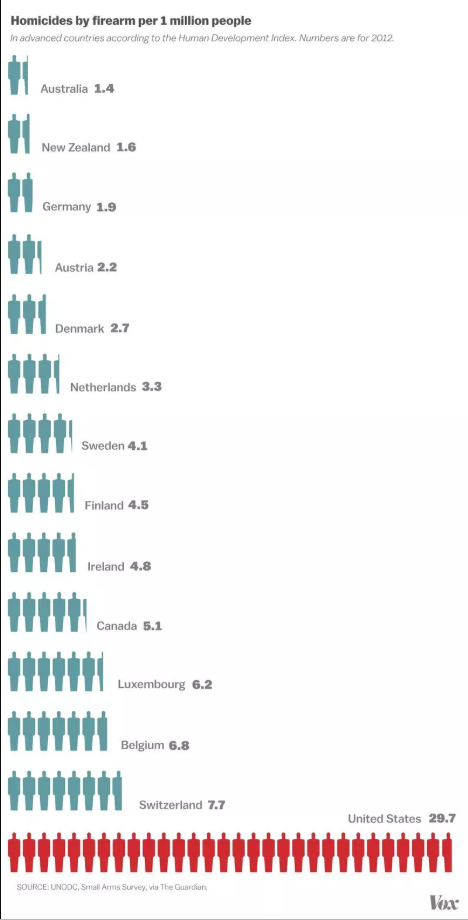 Homicides by firearm per 1 million people
In advanced countries according to the Human Development Index. Numbers are for 2012.
Australia 1.4
New Zealand 1.6
Germany 1.9
Austria 2.2
Denmark 2.7
Netherlands 3.3
Sweden 4.1
Finland 4.5
Ireland 4.8
Canada 5.1
Luxembourg 6.2
Belgium 6.8
Switzerland 7.7
United States 29.7
SOURCE: UNODC, Small Arms Survey, via The Guardian.
Vox